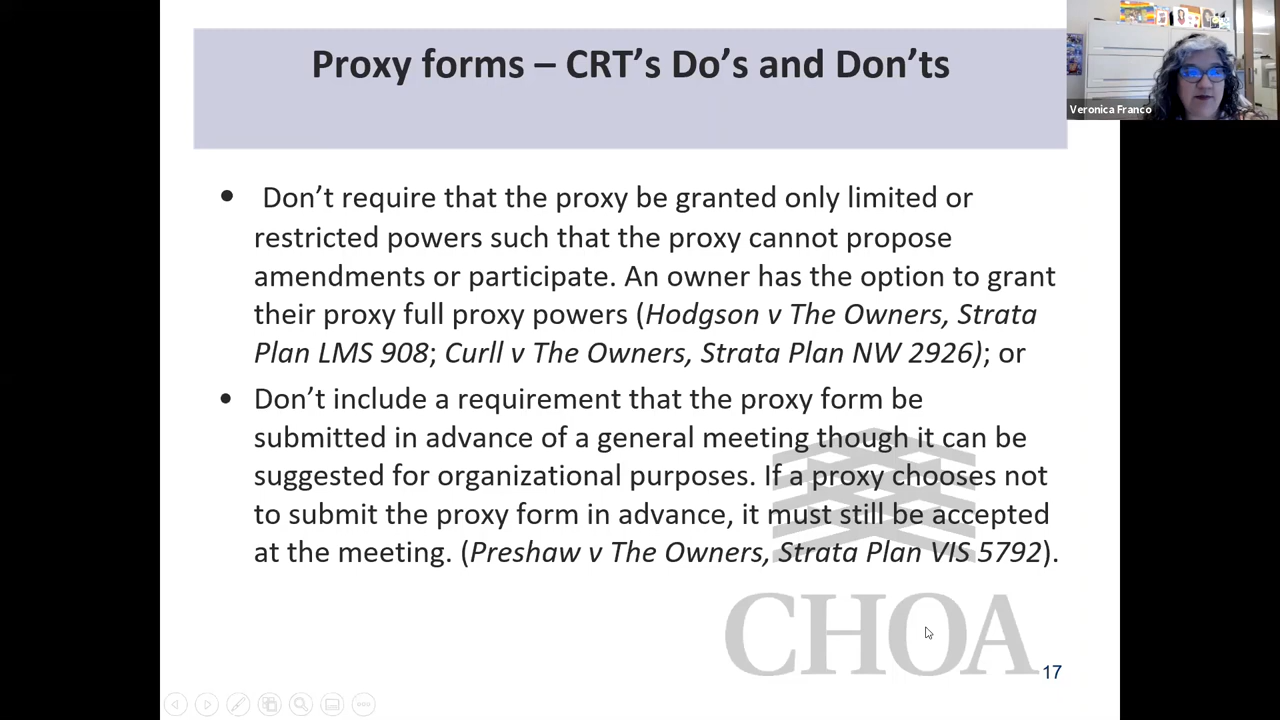 Proxy forms – CRT's Do's and Don'ts
Veronica Franco
• Don't require that the proxy be granted only limited or
restricted powers such that the proxy cannot propose
amendments or participate. An owner has the option to grant
their proxy full proxy powers (Hodgson v The Owners, Strata
Plan LMS 908; Curll v The Owners, Strata Plan NW 2926); or
• Don't include a requirement that the proxy form be
submitted in advance of a general meeting though it can be
suggested for organizational purposes. If a proxy chooses not
to submit the proxy form in advance, it must still be accepted
at the meeting. (Preshaw v The Owners, Strata Plan VIS 5792).
CHOA
17